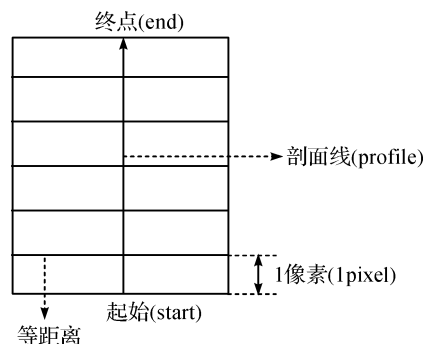 终点(end)
剖面线(profile)
1像素(1pixel)
起始(start)
等距离